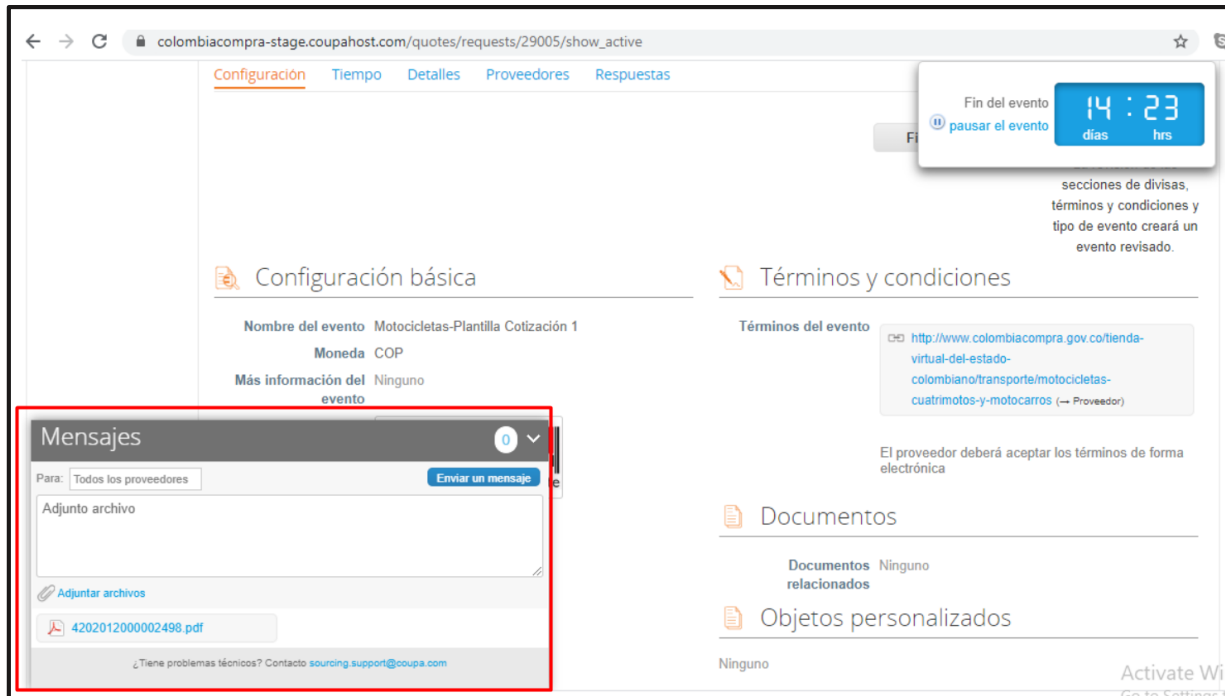 colombiacompra-stage.coupahost.com/quotes/requests/29005/show_active
Configuración Tiempo Detalles Proveedores Respuestas
Fin del evento
pausar el evento
14 : 23
días hrs
secciones de divisas,
términos y condiciones y
tipo de evento creará un
evento revisado.
Configuración básica
Nombre del evento Motocicletas-Plantilla Cotización 1
Moneda COP
Más información del Ninguno
evento
Términos y condiciones
Términos del evento
http://www.colombiacompra.gov.co/tienda-
virtual-del-estado-
colombiano/transporte/motocicletas-
cuatrimotos-y-motocarros (→ Proveedor)
El proveedor deberá aceptar los términos de forma
electrónica
Documentos
Documentos Ninguno
relacionados
Objetos personalizados
Ninguno
Mensajes 0
Para: Todos los proveedores Enviar un mensaje
Adjunto archivo
Adjuntar archivos
4202012000002498.pdf
¿Tiene problemas técnicos? Contacto sourcing.support@coupa.com
Activate Wi